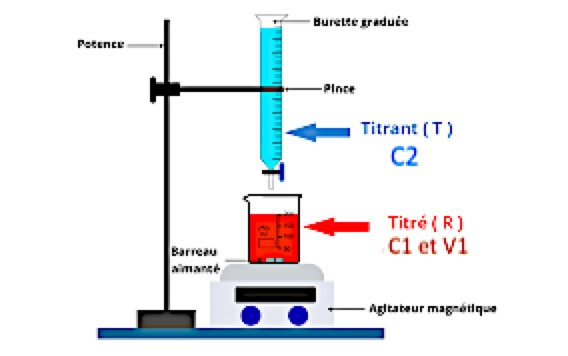 Burette graduée
Potence
Pince
Titrant ( T )
C2
Titré ( R )
C1 et V1
Barreau
aimanté
Agitateur magnétique